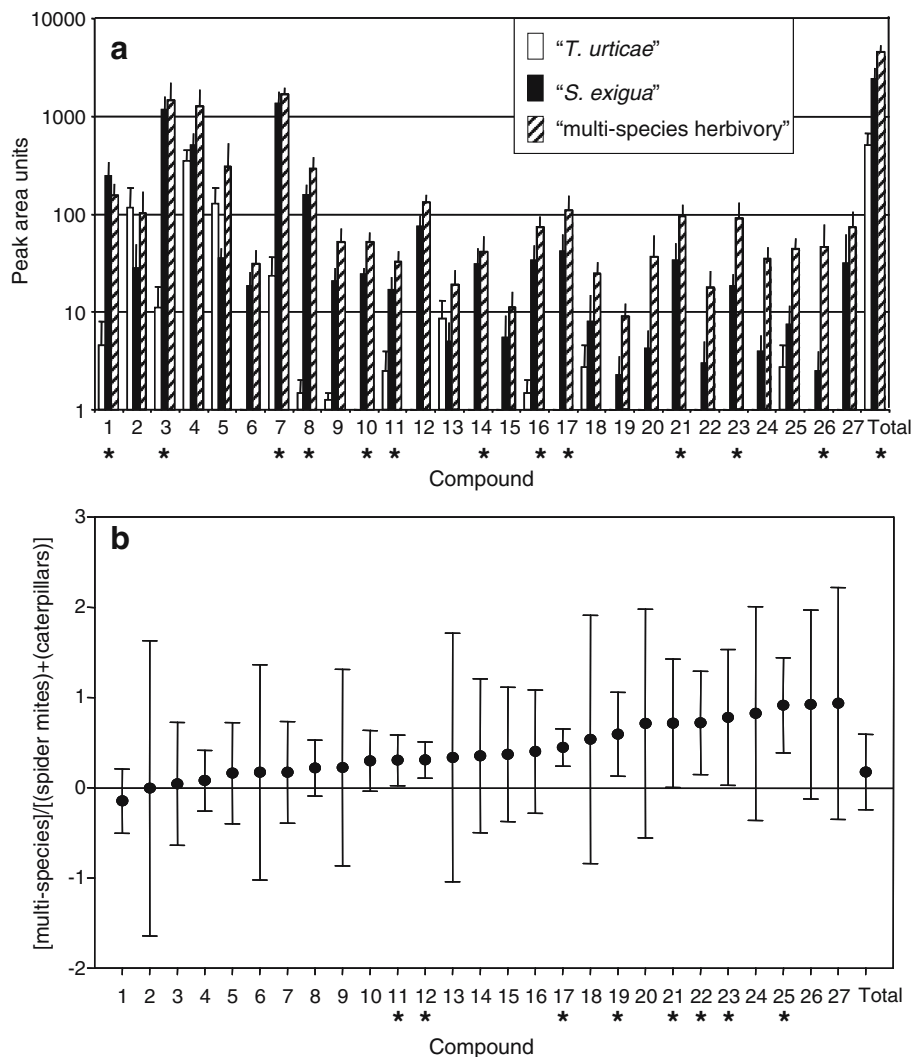 a
10000
1000
100
10
1
Peak area units
"T. urticae"
"S. exigua"
"multi-species herbivory"
1 2 3 4 5 6 7 8 9 10 11 12 13 14 15 16 17 18 19 20 21 22 23 24 25 26 27 Total
* * * * * * * * * * * * *
Compound
b
3
2
1
0
-1
-2
[multi-species]/[(spider mites)+(caterpillars)]
1 2 3 4 5 6 7 8 9 10 11 12 13 14 15 16 17 18 19 20 21 22 23 24 25 26 27 Total
* * * * * * * *
Compound